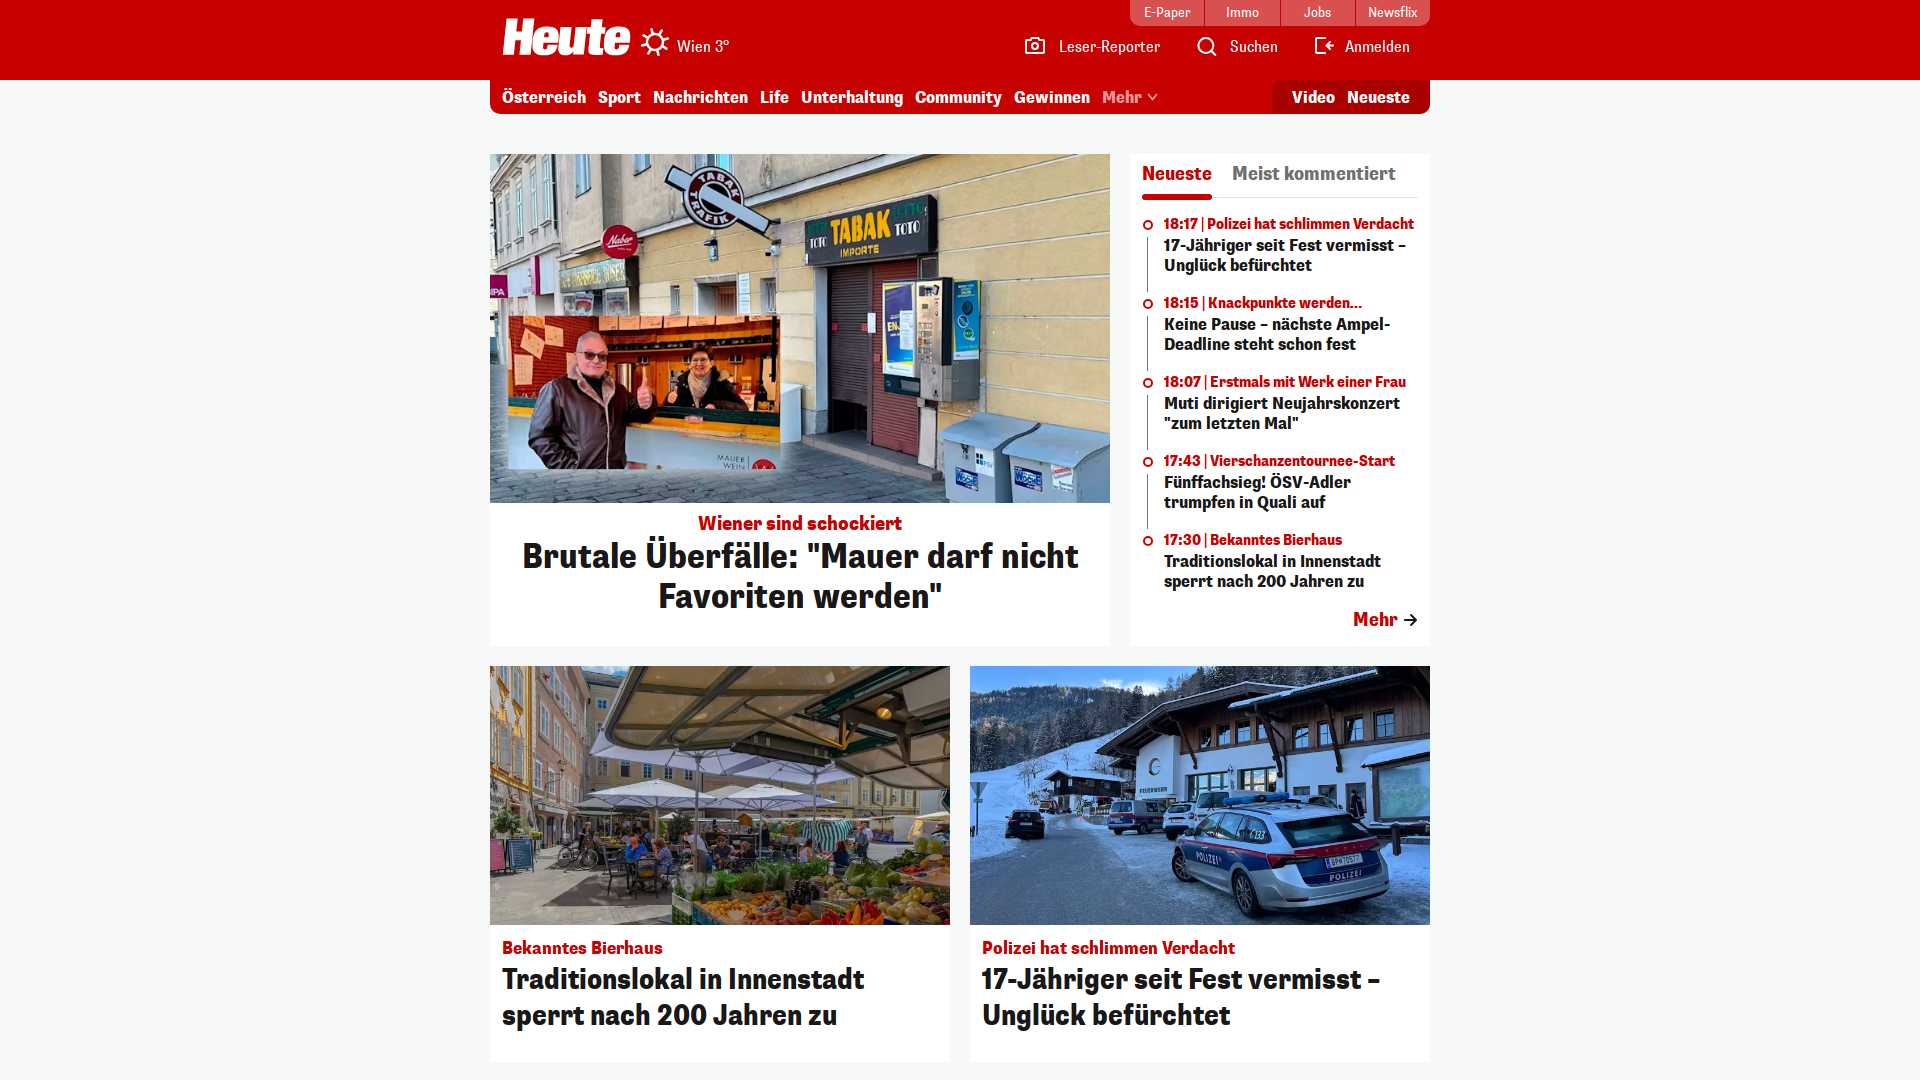 E-Paper
Immo
Jobs
Newsflix
Heute
Wien 3°
Leser-Reporter
Suchen
Anmelden
Österreich
Sport
Nachrichten
Life
Unterhaltung
Community
Gewinnen
Mehr
Video
Neueste
TABAK
TRAFIK
Naber
TABAK
TOTO
TOTO
IMPORTE
IPA
MAUER
WEIN
Wiener sind schockiert
Brutale Überfälle: "Mauer darf nicht
Favoriten werden"
Neueste
Meist kommentiert
18:17 | Polizei hat schlimmen Verdacht
17-Jähriger seit Fest vermisst –
Unglück befürchtet
18:15 | Knackpunkte werden...
Keine Pause – nächste Ampel-
Deadline steht schon fest
18:07 | Erstmals mit Werk einer Frau
Muti dirigiert Neujahrskonzert
"zum letzten Mal"
17:43 | Vierschanzentournee-Start
Fünffachsieg! ÖSV-Adler
trumpfen in Quali auf
17:30 | Bekanntes Bierhaus
Traditionslokal in Innenstadt
sperrt nach 200 Jahren zu
Mehr
Bekanntes Bierhaus
Traditionslokal in Innenstadt
sperrt nach 200 Jahren zu
FEUERWEHR
133
POLIZEI
POLIZEI
Polizei hat schlimmen Verdacht
17-Jähriger seit Fest vermisst –
Unglück befürchtet